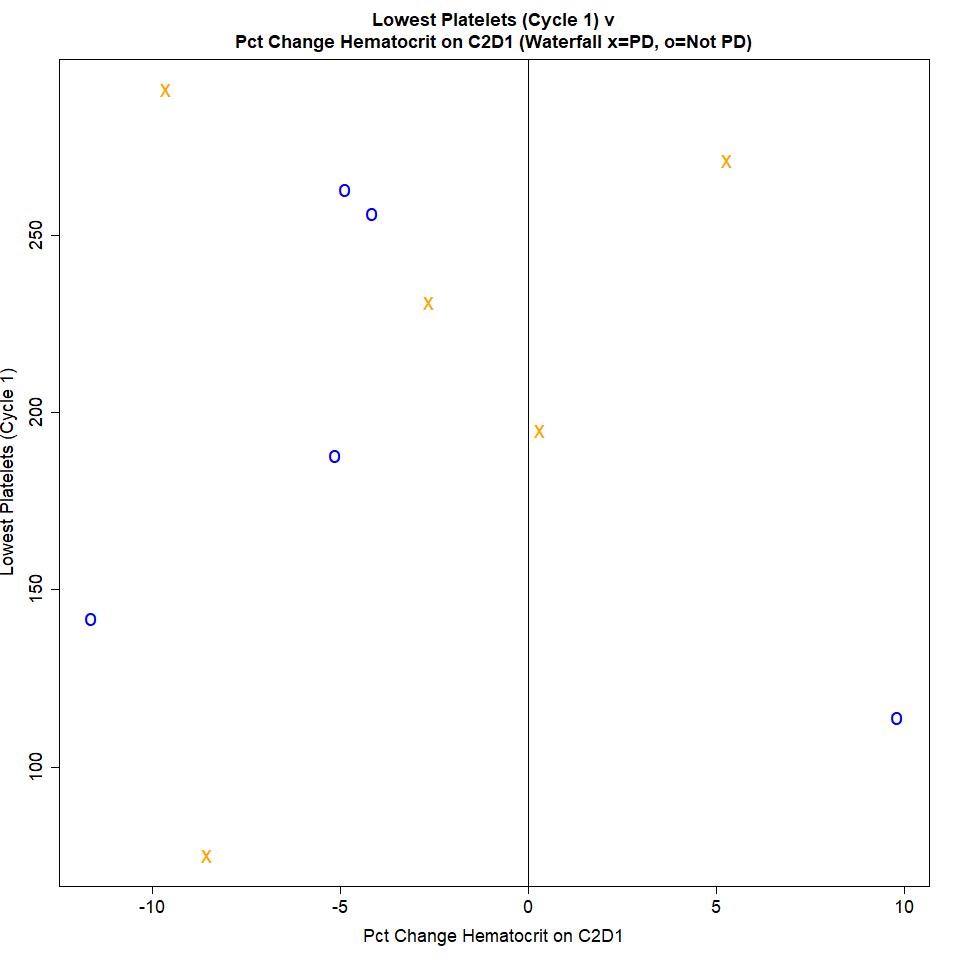 Lowest Platelets (Cycle 1) v
Pct Change Hematocrit on C2D1 (Waterfall x=PD, o=Not PD)
X
X
O
O
250
X
200
X
O
Lowest Platelets (Cycle 1)
150
O
O
100
X
-10 -5 0 5 10
Pct Change Hematocrit on C2D1